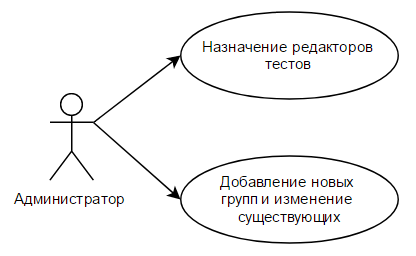 Назначение редакторов
тестов
Администратор
Добавление новых
групп и изменение
существующих